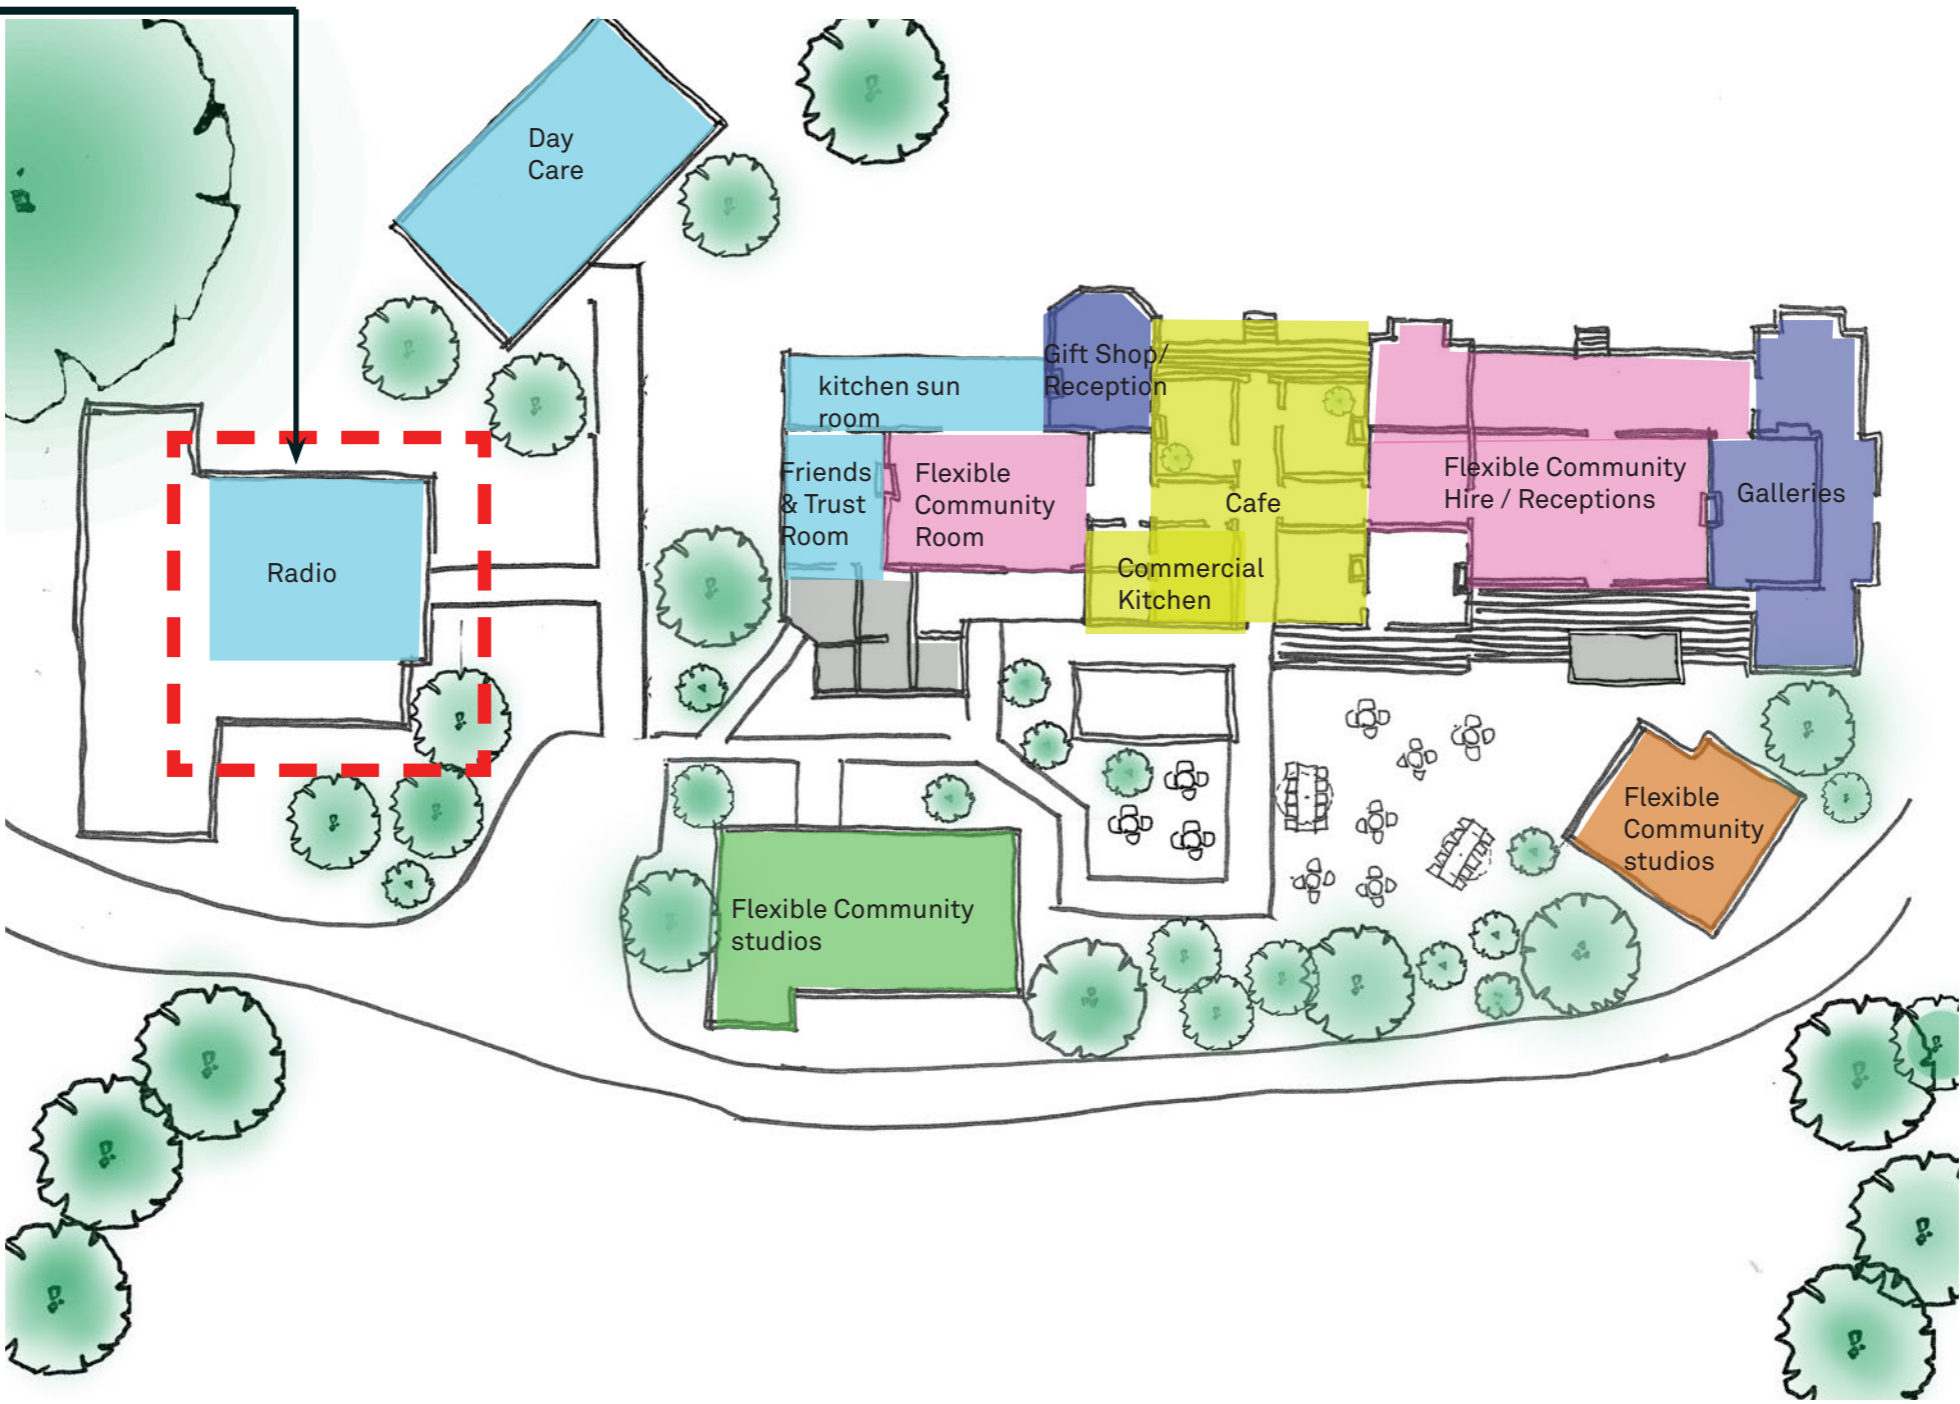 Day
Care
Gift Shop/
Reception
kitchen sun
room
Friends
& Trust
Room
Flexible
Community
Room
Cafe
Flexible Community
Hire / Receptions
Galleries
Radio
Commercial
Kitchen
Flexible
Community
studios
Flexible Community
studios